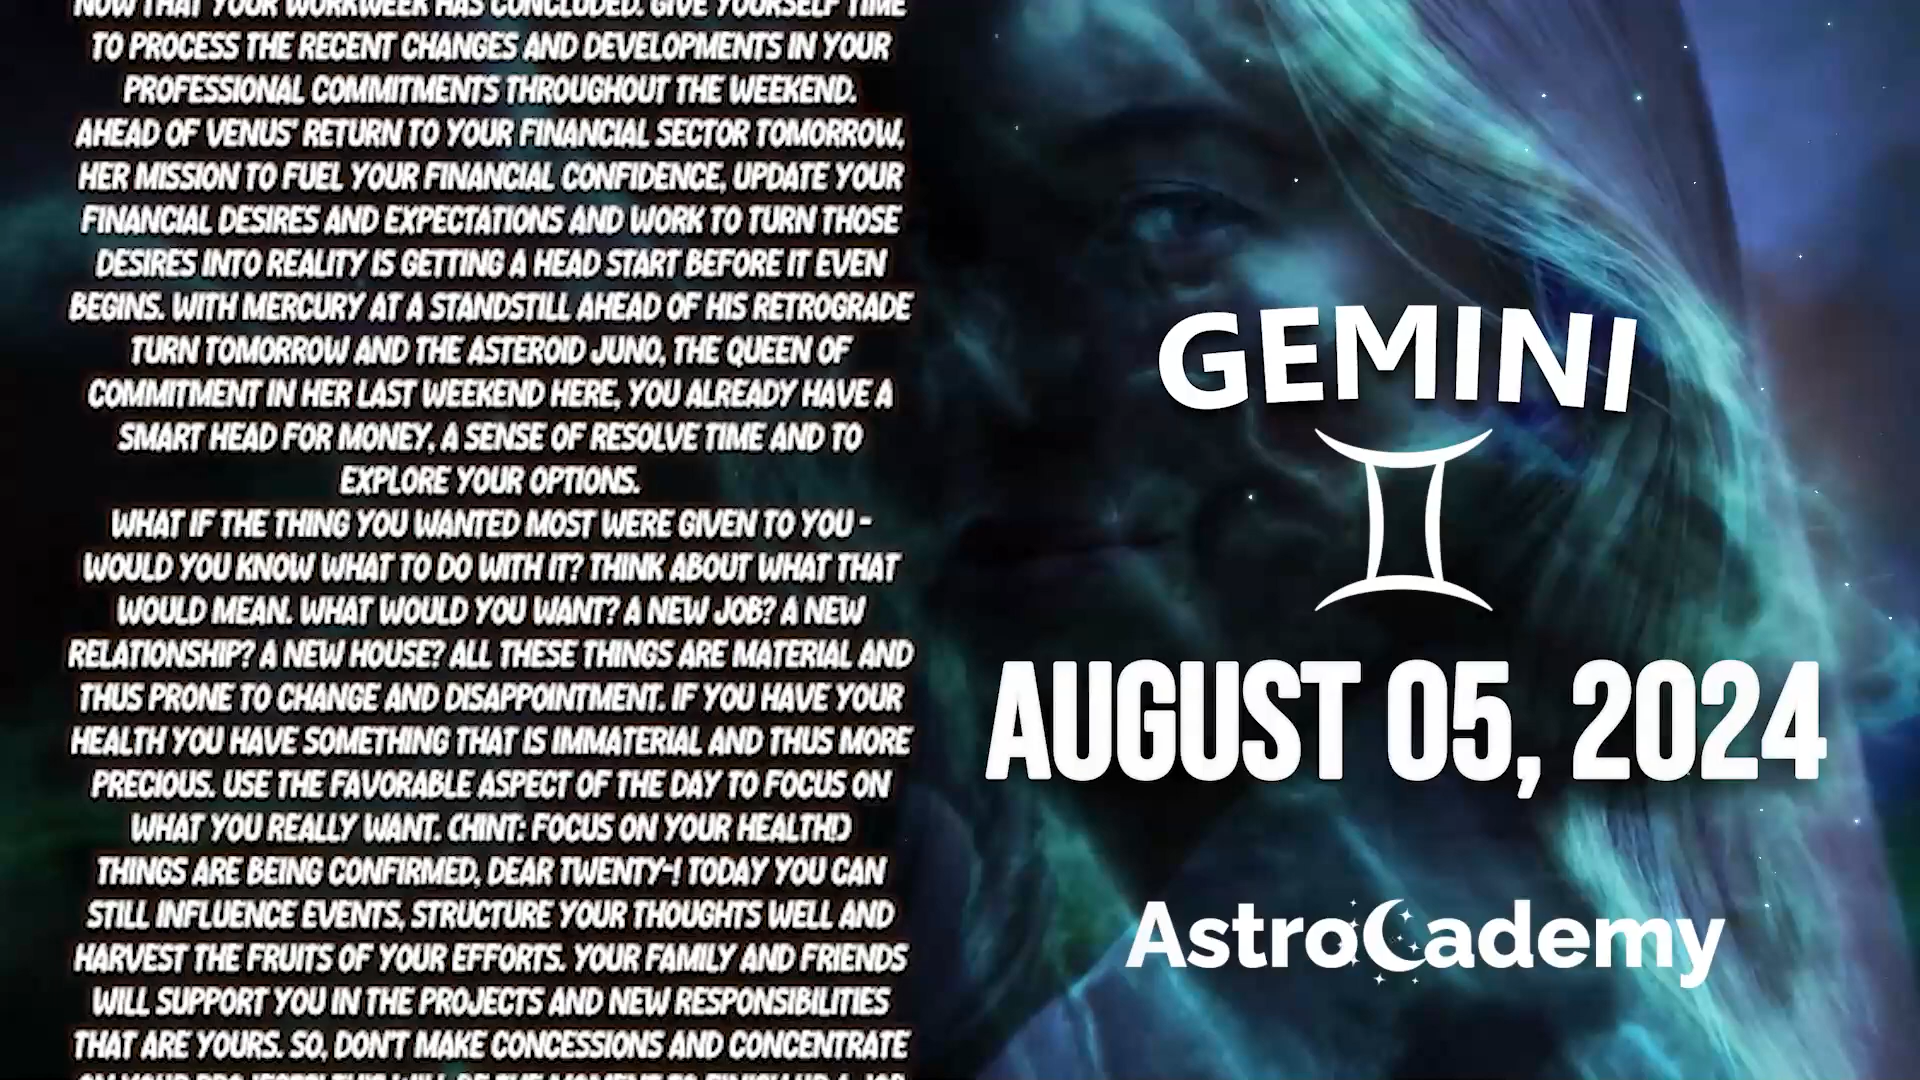 NOW THAT YOUR WORKWEEK HAS CONCLUDED. GIVE YOURSELF TIME
TO PROCESS THE RECENT CHANGES AND DEVELOPMENTS IN YOUR
PROFESSIONAL COMMITMENTS THROUGHOUT THE WEEKEND.
AHEAD OF VENUS' RETURN TO YOUR FINANCIAL SECTOR TOMORROW,
HER MISSION TO FUEL YOUR FINANCIAL CONFIDENCE, UPDATE YOUR
FINANCIAL DESIRES AND EXPECTATIONS AND WORK TO TURN THOSE
DESIRES INTO REALITY IS GETTING A HEAD START BEFORE IT EVEN
BEGINS. WITH MERCURY AT A STANDSTILL AHEAD OF HIS RETROGRADE
TURN TOMORROW AND THE ASTEROID JUNO, THE QUEEN OF
COMMITMENT IN HER LAST WEEKEND HERE, YOU ALREADY HAVE A
SMART HEAD FOR MONEY, A SENSE OF RESOLVE TIME AND TO
EXPLORE YOUR OPTIONS.
WHAT IF THE THING YOU WANTED MOST WERE GIVEN TO YOU -
WOULD YOU KNOW WHAT TO DO WITH IT? THINK ABOUT WHAT THAT
WOULD MEAN. WHAT WOULD YOU WANT? A NEW JOB? A NEW
RELATIONSHIP? A NEW HOUSE? ALL THESE THINGS ARE MATERIAL AND
THUS PRONE TO CHANGE AND DISAPPOINTMENT. IF YOU HAVE YOUR
HEALTH YOU HAVE SOMETHING THAT IS IMMATERIAL AND THUS MORE
PRECIOUS. USE THE FAVORABLE ASPECT OF THE DAY TO FOCUS ON
WHAT YOU REALLY WANT. (HINT: FOCUS ON YOUR HEALTH!)
THINGS ARE BEING CONFIRMED, DEAR TWENTY-! TODAY YOU CAN
STILL INFLUENCE EVENTS, STRUCTURE YOUR THOUGHTS WELL AND
HARVEST THE FRUITS OF YOUR EFFORTS. YOUR FAMILY AND FRIENDS
WILL SUPPORT YOU IN THE PROJECTS AND NEW RESPONSIBILITIES
THAT ARE YOURS. SO, DON'T MAKE CONCESSIONS AND CONCENTRATE
GEMINI
AUGUST 05, 2024
AstroCademy